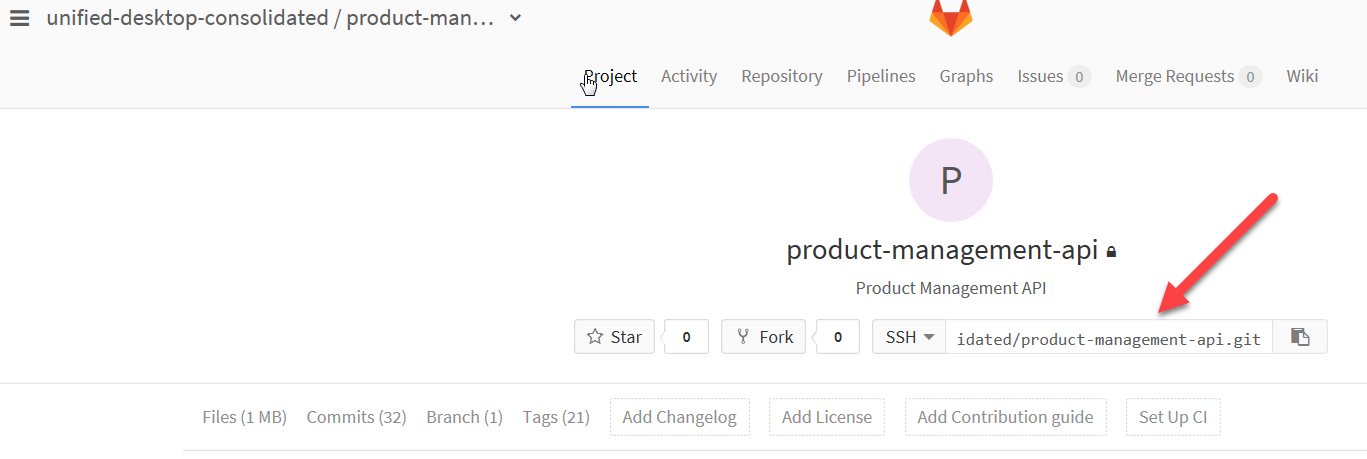 unified-desktop-consolidated / product-man...
Project Activity Repository Pipelines Graphs Issues 0 Merge Requests 0 Wiki
P
product-management-api
Product Management API
Star 0 Fork 0 SSH idated/product-management-api.git
Files (1 MB) Commits (32) Branch (1) Tags (21) Add Changelog Add License Add Contribution guide Set Up CI